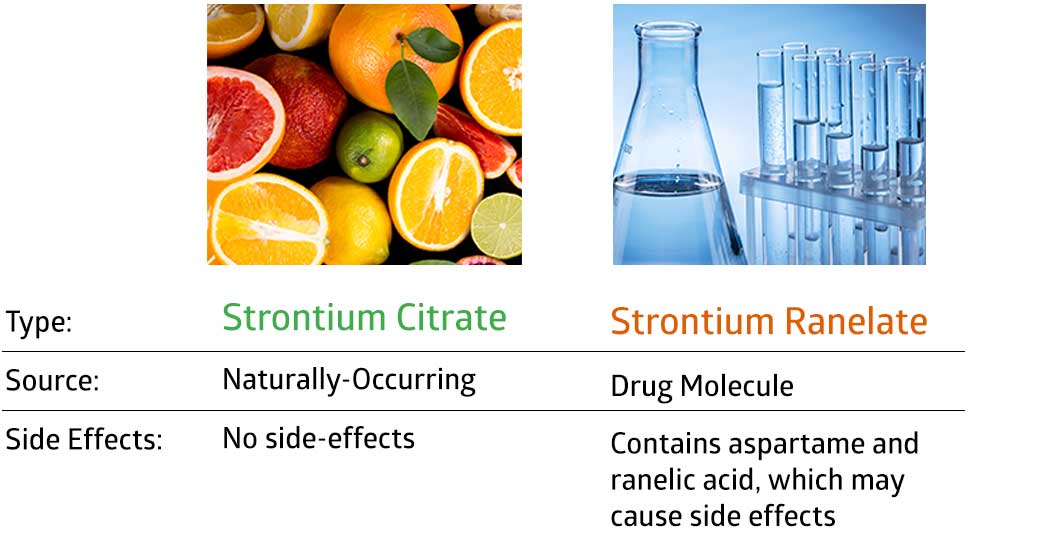 Type:
Strontium Citrate
Strontium Ranelate
Source:
Naturally-Occurring
Drug Molecule
Side Effects:
No side-effects
Contains aspartame and
ranelic acid, which may
cause side effects